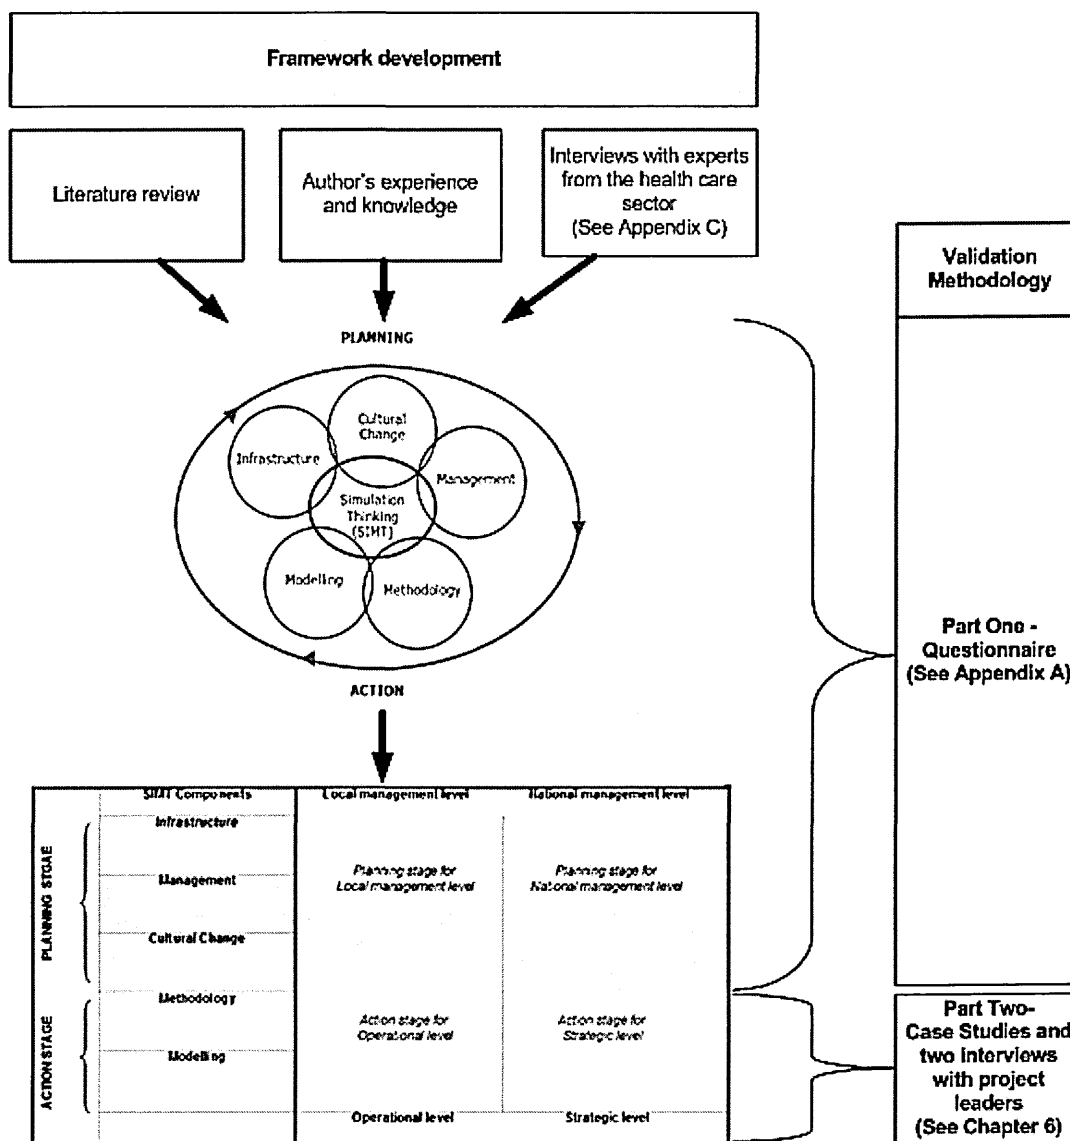 Framework development
Literature review
Author's experience
and knowledge
Interviews with experts
from the health care
sector
(See Appendix C)
Validation
Methodology
PLANNING
Cultural
Change
Infrastructure
Management
Simulation
Thinking
(SIMT)
Modelling
Methodology
ACTION
Part One -
Questionnaire
(See Appendix A)
SIMT Components
Local management level
National management level
PLANNING STGAE
Infrastructure
Management
Cultural Change
Planning stage for
Local management level
Planning stage for
National management level
ACTION STAGE
Methodology
Modelling
Action stage for
Operational level
Action stage for
Strategic level
Operational level
Strategic level
Part Two-
Case Studies and
two interviews
with project
leaders
(See Chapter 6)